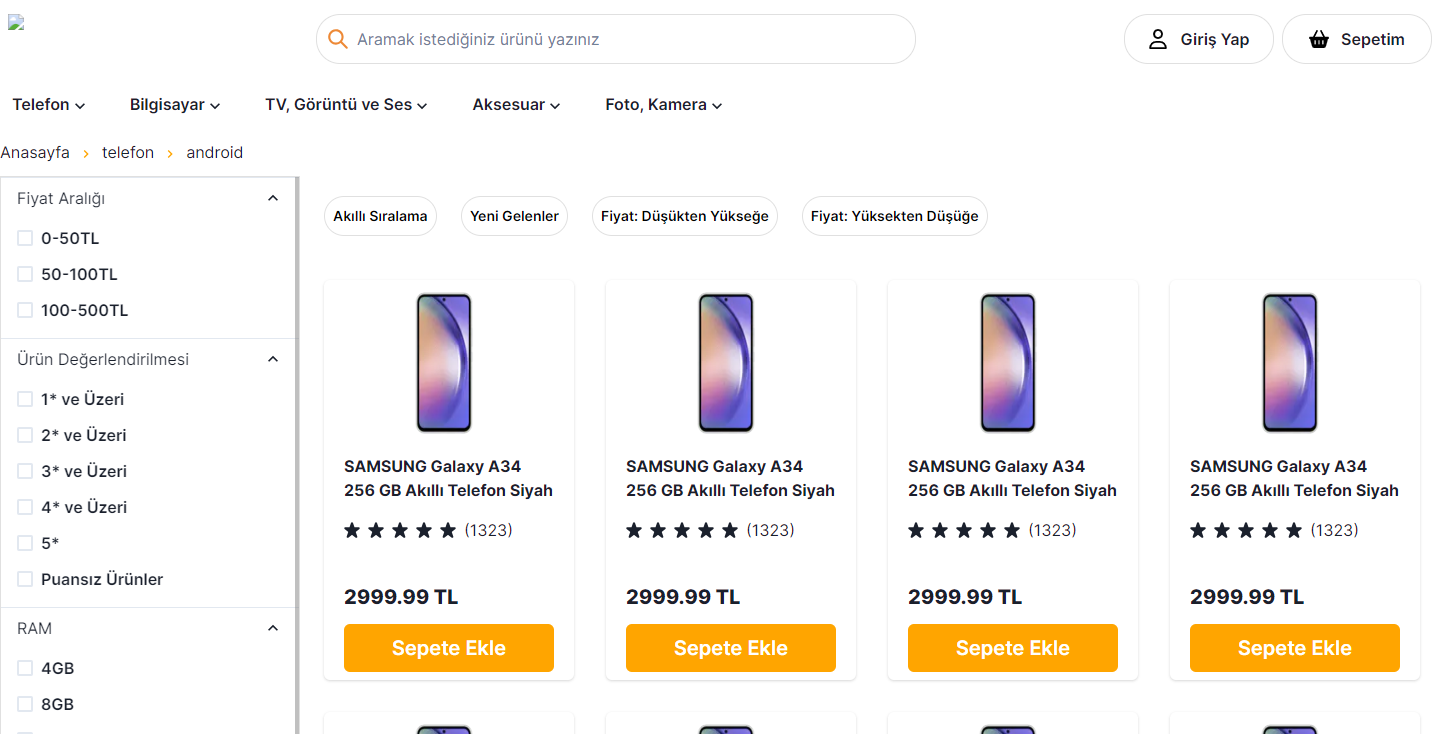 Aramak istediğiniz ürünü yazınız
Giriş Yap
Sepetim
Telefon
Bilgisayar
TV, Görüntü ve Ses
Aksesuar
Foto, Kamera
Anasayfa > telefon > android
Fiyat Aralığı
0-50TL
50-100TL
100-500TL
Ürün Değerlendirilmesi
1* ve Üzeri
2* ve Üzeri
3* ve Üzeri
4* ve Üzeri
5*
Puansız Ürünler
RAM
4GB
8GB
Akıllı Sıralama
Yeni Gelenler
Fiyat: Düşükten Yükseğe
Fiyat: Yüksekten Düşüğe
SAMSUNG Galaxy A34
256 GB Akıllı Telefon Siyah
(1323)
2999.99 TL
Sepete Ekle
SAMSUNG Galaxy A34
256 GB Akıllı Telefon Siyah
(1323)
2999.99 TL
Sepete Ekle
SAMSUNG Galaxy A34
256 GB Akıllı Telefon Siyah
(1323)
2999.99 TL
Sepete Ekle
SAMSUNG Galaxy A34
256 GB Akıllı Telefon Siyah
(1323)
2999.99 TL
Sepete Ekle